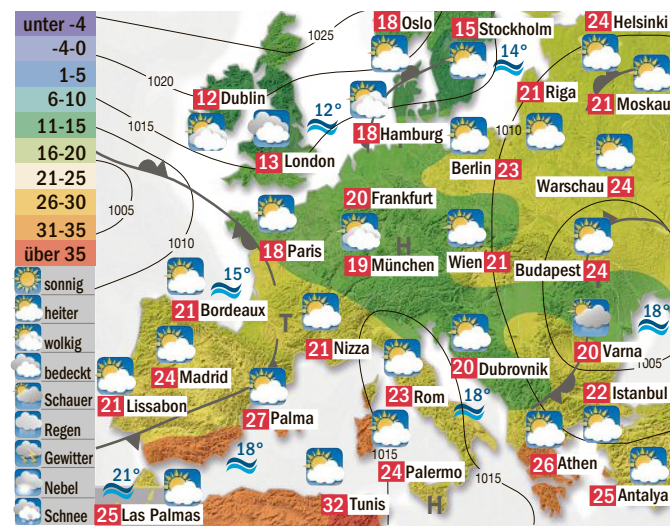 unter -4
-4-0
1-5
6-10
11-15
16-20
21-25
26-30
31-35
über 35
sonnig
heiter
wolkig
bedeckt
Schauer
Regen
Gewitter
Nebel
Schnee
1025
1020
1015
1010
1005
18 Oslo
15 Stockholm
14°
24 Helsinki
21 Riga
21 Moskau
12 Dublin
12°
13 London
18 Hamburg
1010
Berlin 23
Warschau 24
20 Frankfurt
18 Paris
H
19 München
Wien 21
Budapest 24
15°
21 Bordeaux
T
21 Nizza
18°
20 Varna
20 Dubrovnik
1005
24 Madrid
21 Lissabon
27 Palma
23 Rom
18°
22 Istanbul
1015
24 Palermo
26 Athen
18°
21°
25 Las Palmas
32 Tunis
H
1015
25 Antalya